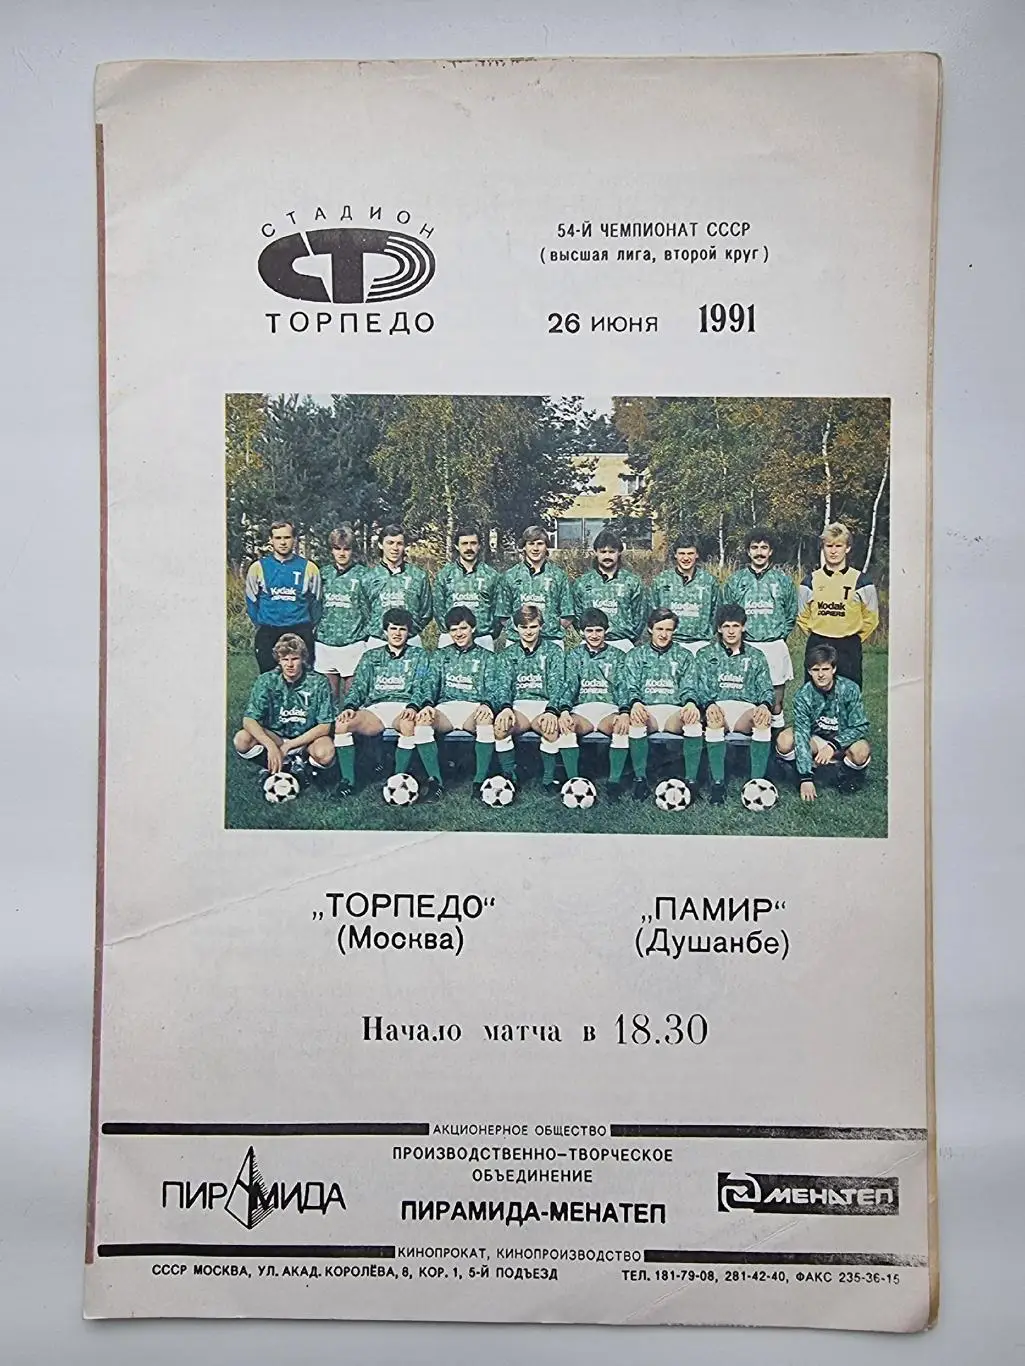 СТАДИОН
ТОРПЕДО
54-Й ЧЕМПИОНАТ СССР
(высшая лига, второй круг)
26 ИЮНЯ 1991
Kodak
COPIERS
„ТОРПЕДО“
(Москва)
„ПАМИР“
(Душанбе)
Начало матча в 18.30
АКЦИОНЕРНОЕ ОБЩЕСТВО
ПРОИЗВОДСТВЕННО-ТВОРЧЕСКОЕ
ОБЪЕДИНЕНИЕ
ПИРАМИДА-МЕНАТЕП
ПИРАМИДА
МЕНАТЕП
КИНОПРОКАТ, КИНОПРОИЗВОДСТВО
СССР МОСКВА, УЛ. АКАД. КОРОЛЁВА, 8, КОР. 1, 5-Й ПОДЪЕЗД
ТЕЛ. 181-79-08, 281-42-40, ФАКС 235-36-15